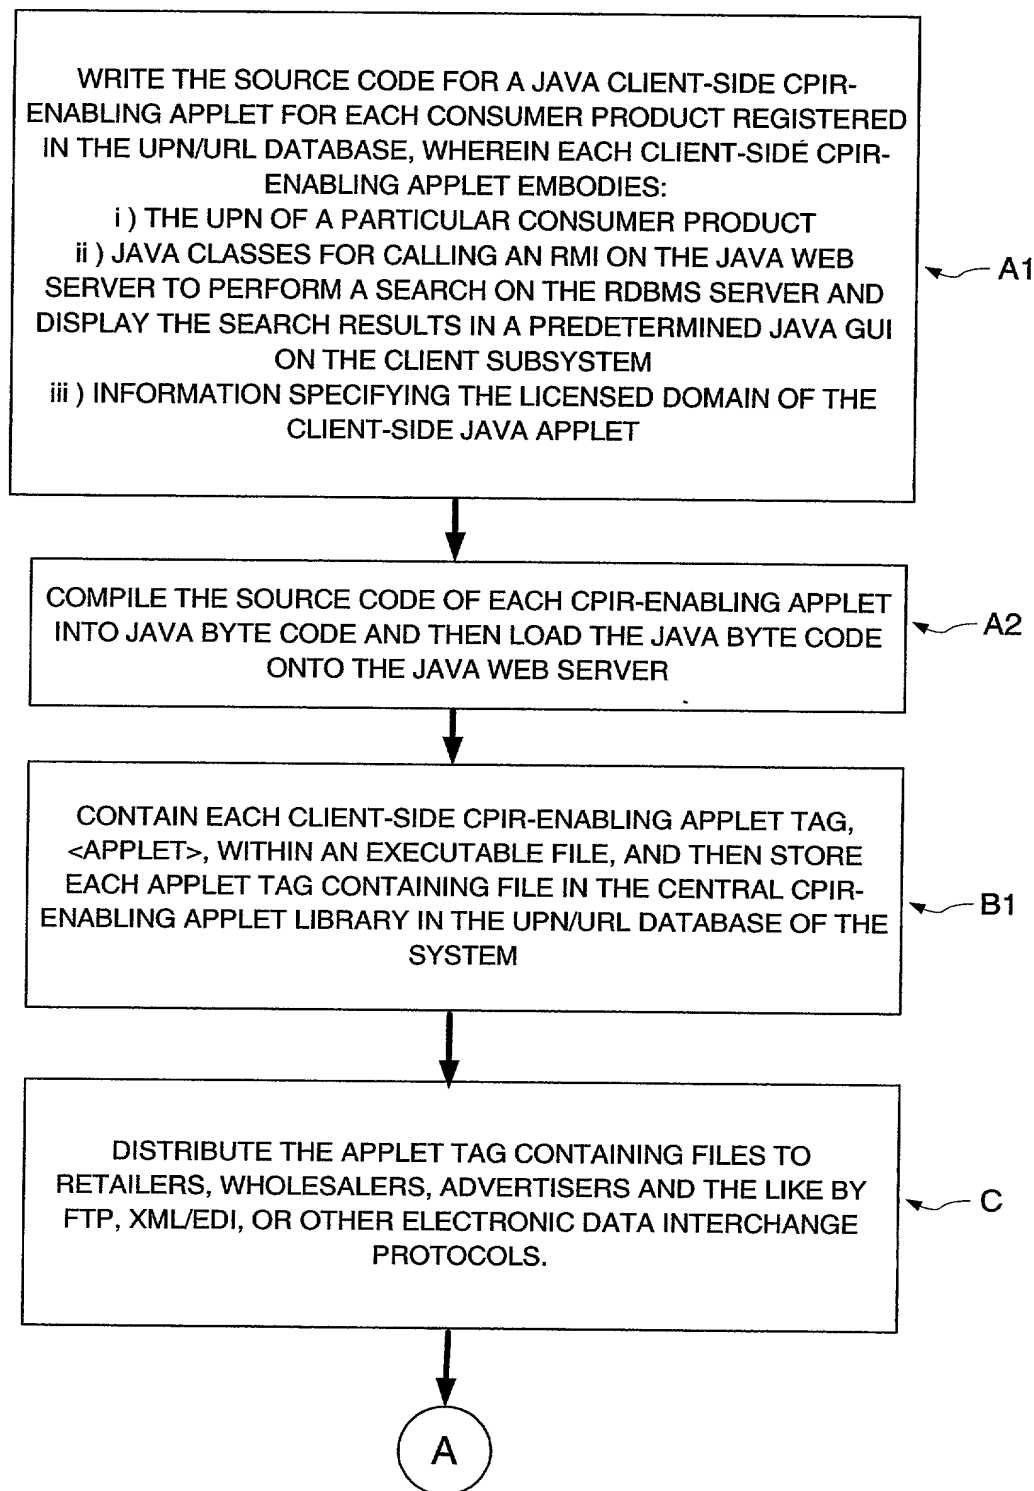 WRITE THE SOURCE CODE FOR A JAVA CLIENT-SIDE CPIR-
ENABLING APPLET FOR EACH CONSUMER PRODUCT REGISTERED
IN THE UPN/URL DATABASE, WHEREIN EACH CLIENT-SIDE CPIR-
ENABLING APPLET EMBODIES:
i ) THE UPN OF A PARTICULAR CONSUMER PRODUCT
ii ) JAVA CLASSES FOR CALLING AN RMI ON THE JAVA WEB
SERVER TO PERFORM A SEARCH ON THE RDBMS SERVER AND
DISPLAY THE SEARCH RESULTS IN A PREDETERMINED JAVA GUI
ON THE CLIENT SUBSYSTEM
iii ) INFORMATION SPECIFYING THE LICENSED DOMAIN OF THE
CLIENT-SIDE JAVA APPLET
A1
COMPILE THE SOURCE CODE OF EACH CPIR-ENABLING APPLET
INTO JAVA BYTE CODE AND THEN LOAD THE JAVA BYTE CODE
ONTO THE JAVA WEB SERVER
A2
CONTAIN EACH CLIENT-SIDE CPIR-ENABLING APPLET TAG,
<APPLET>, WITHIN AN EXECUTABLE FILE, AND THEN STORE
EACH APPLET TAG CONTAINING FILE IN THE CENTRAL CPIR-
ENABLING APPLET LIBRARY IN THE UPN/URL DATABASE OF THE
SYSTEM
B1
DISTRIBUTE THE APPLET TAG CONTAINING FILES TO
RETAILERS, WHOLESALERS, ADVERTISERS AND THE LIKE BY
FTP, XML/EDI, OR OTHER ELECTRONIC DATA INTERCHANGE
PROTOCOLS.
C
A